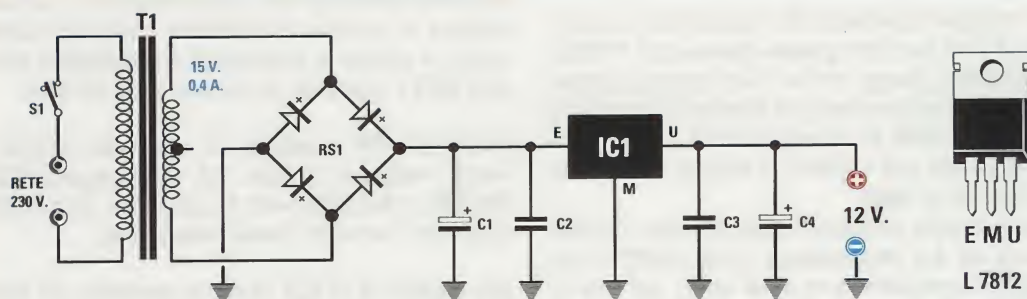 T1
15 V.
0,4 A.
S1
RETE
230 V.
RS1
E
IC1
U
M
C1
C2
C3
C4
12 V.
E M U
L 7812